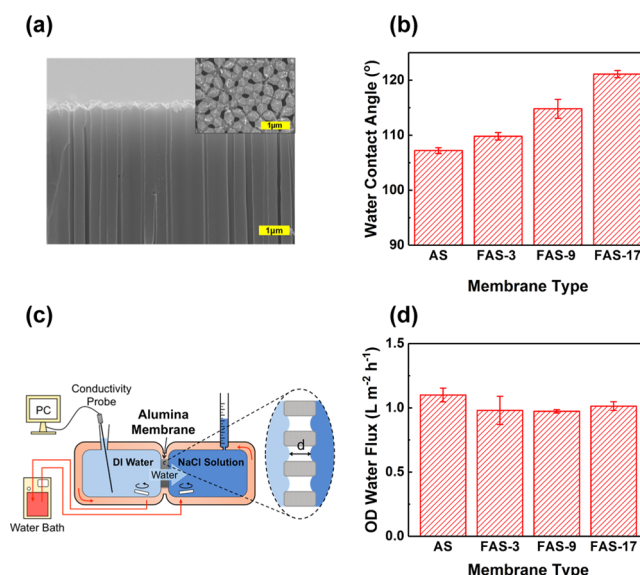 (a)
1μm
1μm
(b)
Water Contact Angle (º)
120
110
100
90
AS
FAS-3
FAS-9
FAS-17
Membrane Type
(c)
PC
Conductivity
Probe
Alumina
Membrane
DI Water
NaCl Solution
Water
d
Water Bath
(d)
OD Water Flux (L m⁻² h⁻¹)
1.5
1.0
0.5
0.0
AS
FAS-3
FAS-9
FAS-17
Membrane Type